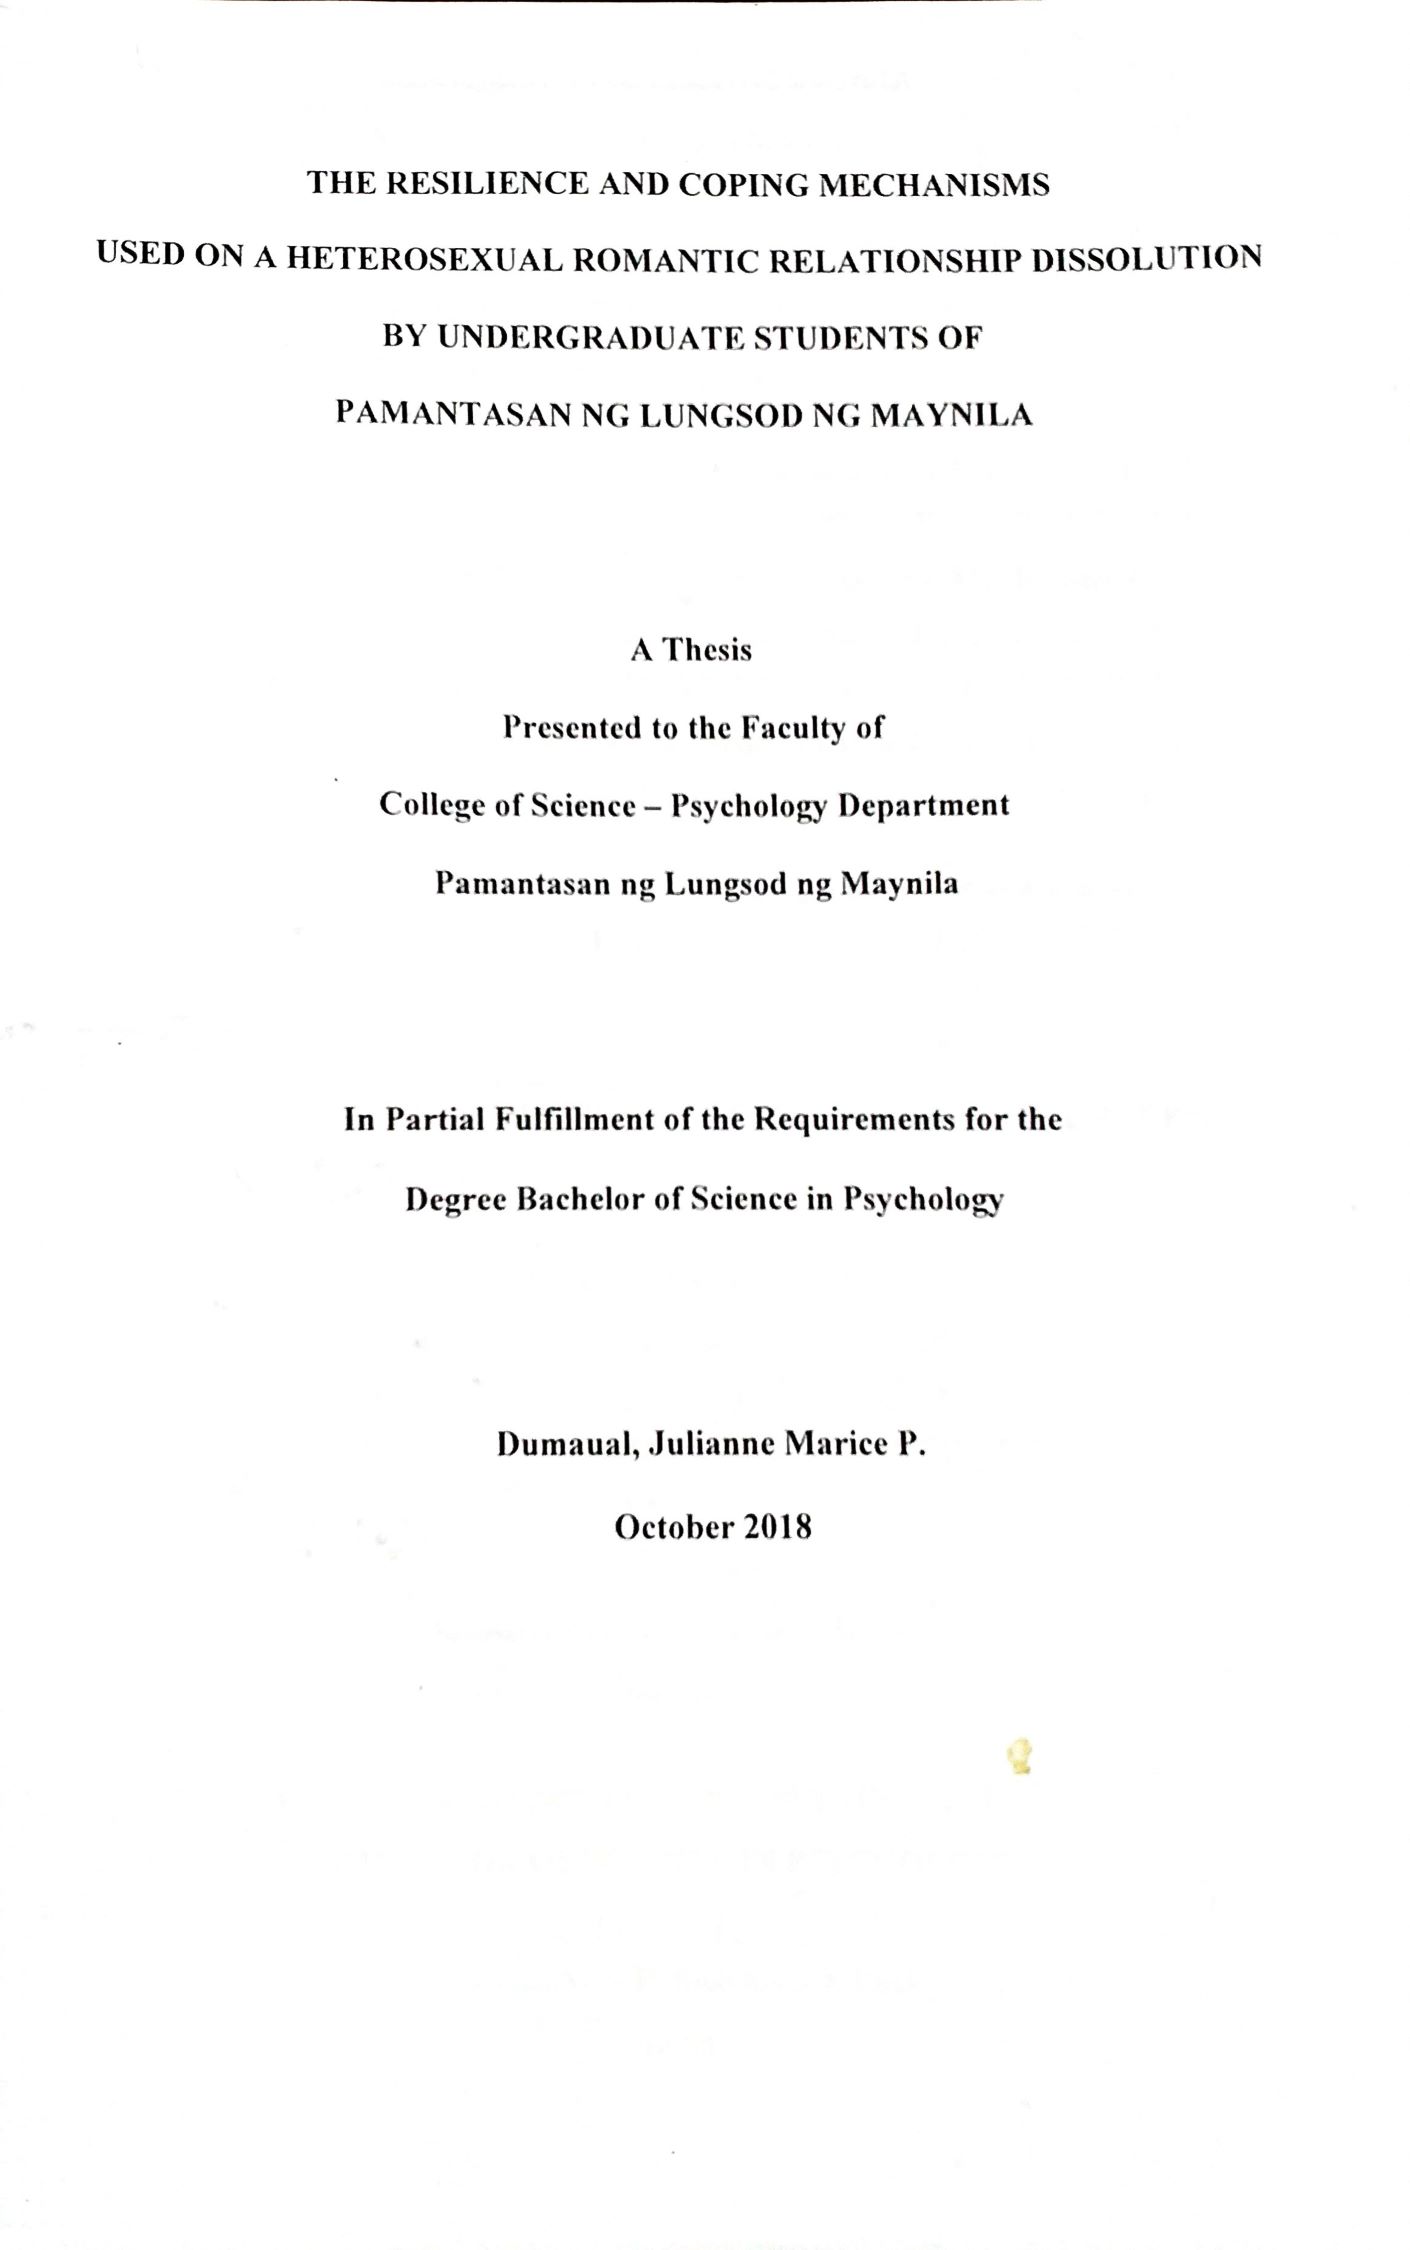 THE RESILIENCE AND COPING MECHANISMS
USED ON A HETEROSEXUAL ROMANTIC RELATIONSHIP DISSOLUTION
BY UNDERGRADUATE STUDENTS OF
PAMANTASAN NG LUNGSOD NG MAYNILA
A Thesis
Presented to the Faculty of
College of Science – Psychology Department
Pamantasan ng Lungsod ng Maynila
In Partial Fulfillment of the Requirements for the
Degree Bachelor of Science in Psychology
Dumaual, Julianne Marice P.
October 2018